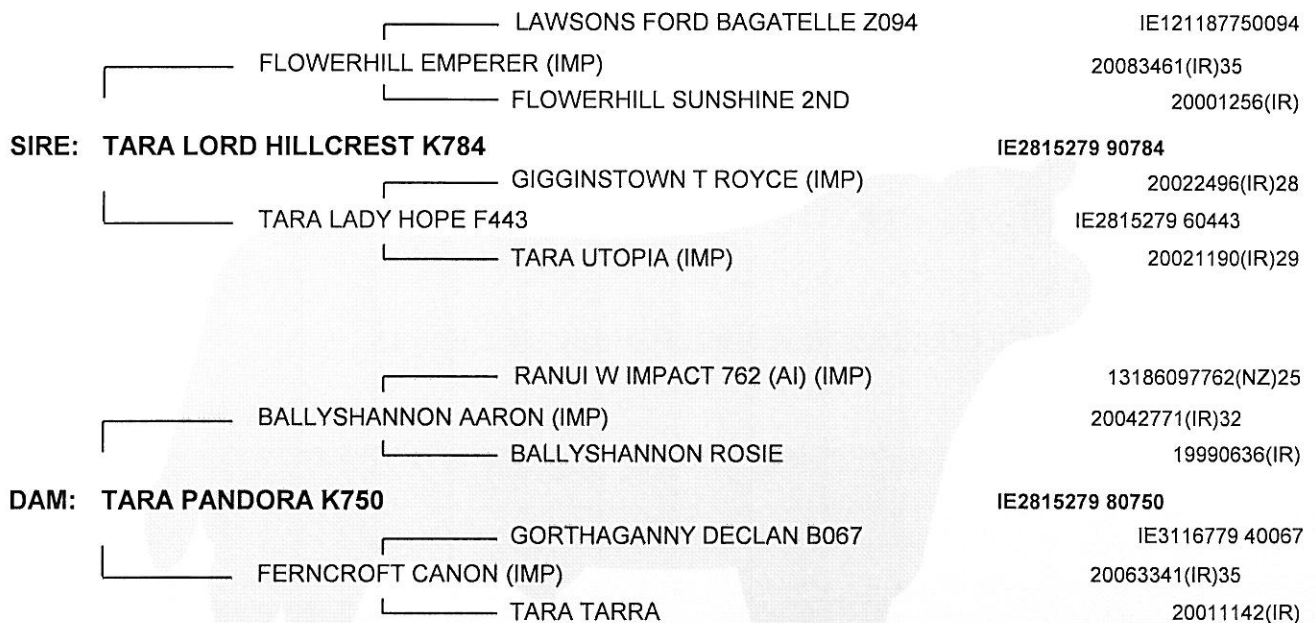 LAWSONS FORD BAGATELLE Z094 IE121187750094
FLOWERHILL EMPERER (IMP) 20083461(IR)35
FLOWERHILL SUNSHINE 2ND 20001256(IR)
SIRE: TARA LORD HILLCREST K784 IE2815279 90784
GIGGINSTOWN T ROYCE (IMP) 20022496(IR)28
TARA LADY HOPE F443 IE2815279 60443
TARA UTOPIA (IMP) 20021190(IR)29
RANUI W IMPACT 762 (AI) (IMP) 13186097762(NZ)25
BALLYSHANNON AARON (IMP) 20042771(IR)32
BALLYSHANNON ROSIE 19990636(IR)
DAM: TARA PANDORA K750 IE2815279 80750
GORTHAGANNY DECLAN B067 IE3116779 40067
FERNCROFT CANON (IMP) 20063341(IR)35
TARA TARRA 20011142(IR)